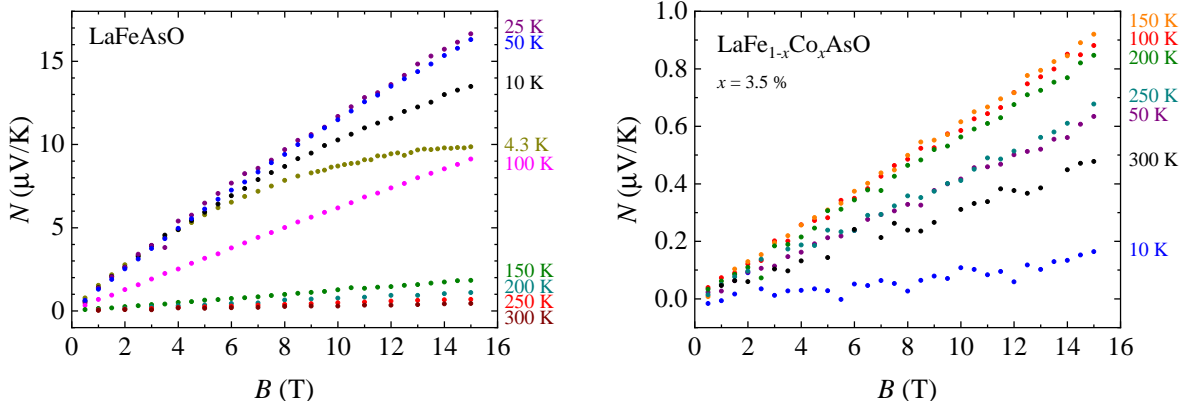 LaFeAsO
N (μV/K)
15
10
5
0
0 2 4 6 8 10 12 14 16
B (T)
25 K
50 K
10 K
4.3 K
100 K
150 K
200 K
250 K
300 K
LaFe1-xCoxAsO
x = 3.5 %
N (μV/K)
1.0
0.8
0.6
0.4
0.2
0.0
0 2 4 6 8 10 12 14 16
B (T)
150 K
100 K
200 K
250 K
50 K
300 K
10 K